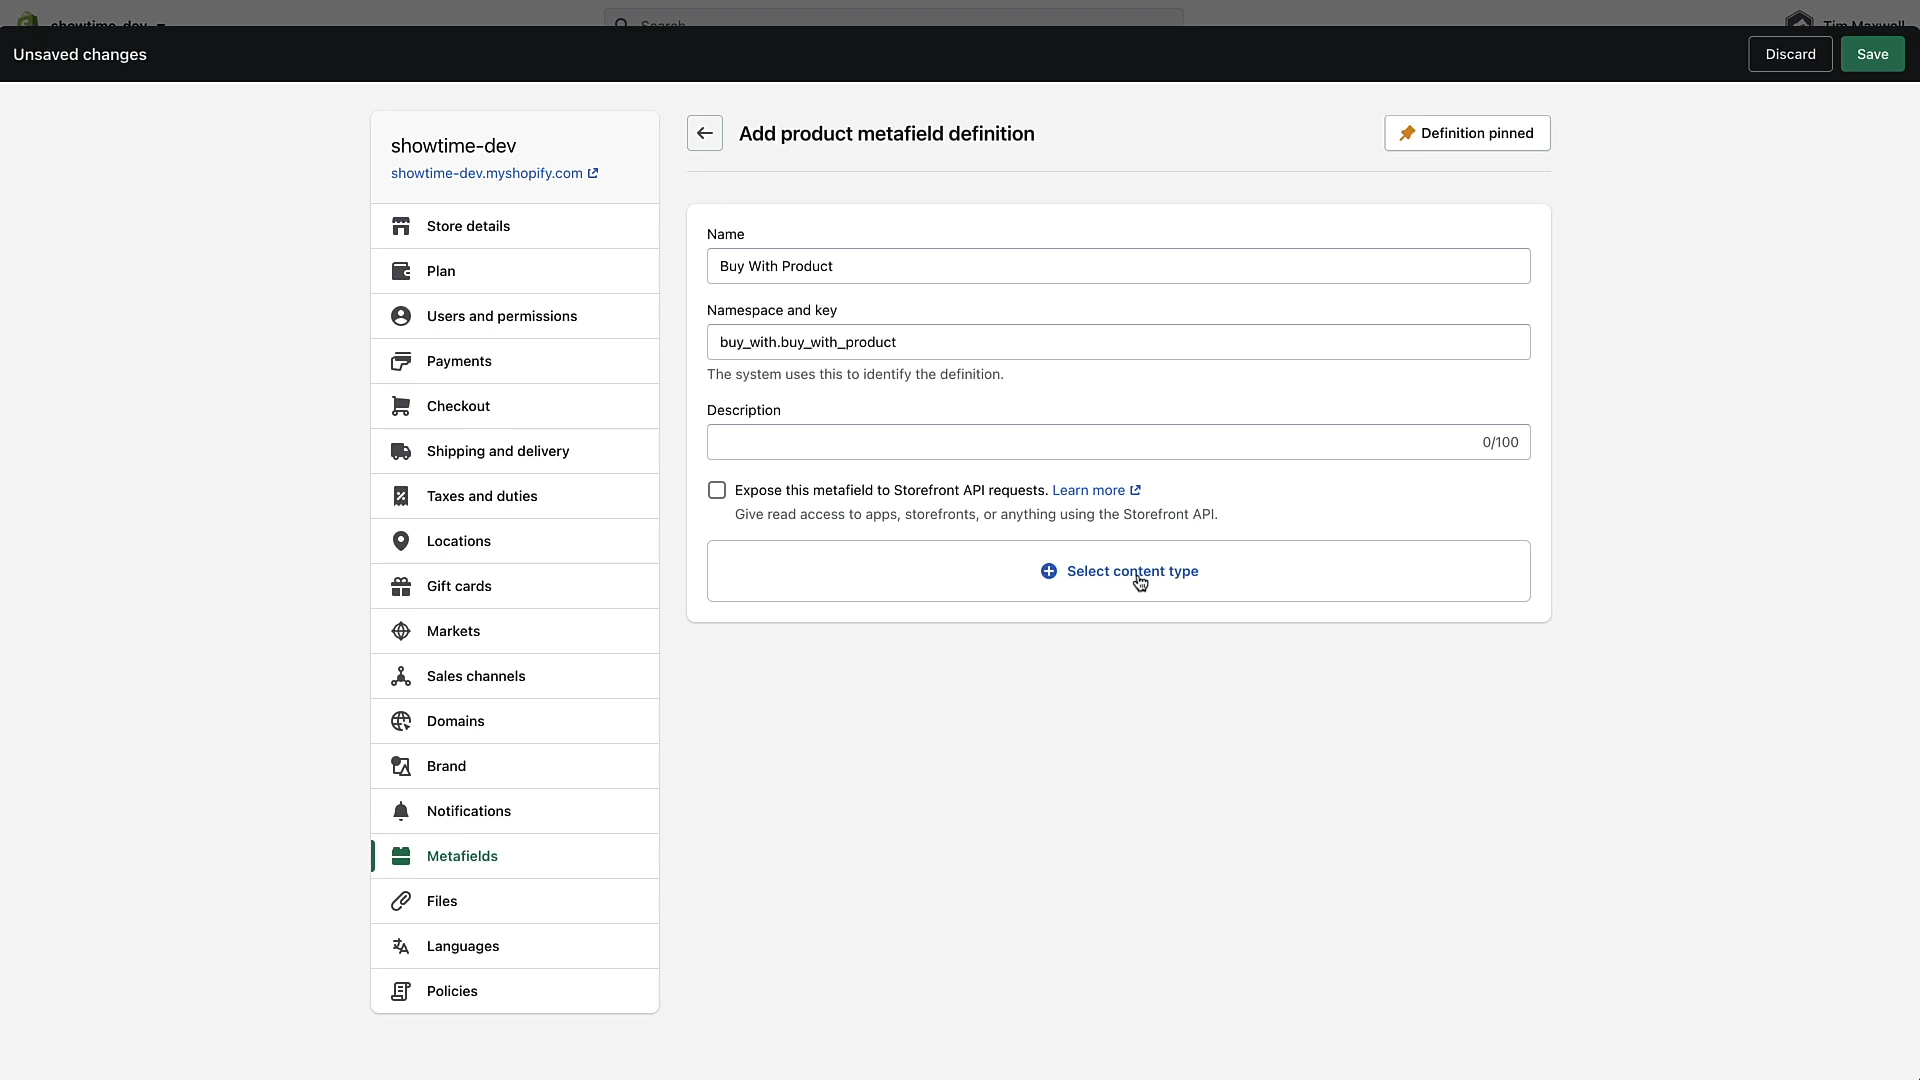 showtime-dev
Search
Tim Maxwell
Unsaved changes
Discard
Save
showtime-dev
showtime-dev.myshopify.com
Store details
Plan
Users and permissions
Payments
Checkout
Shipping and delivery
Taxes and duties
Locations
Gift cards
Markets
Sales channels
Domains
Brand
Notifications
Metafields
Files
Languages
Policies
Add product metafield definition
Definition pinned
Name
Buy With Product
Namespace and key
buy_with.buy_with_product
The system uses this to identify the definition.
Description
0/100
Expose this metafield to Storefront API requests. Learn more
Give read access to apps, storefronts, or anything using the Storefront API.
Select content type